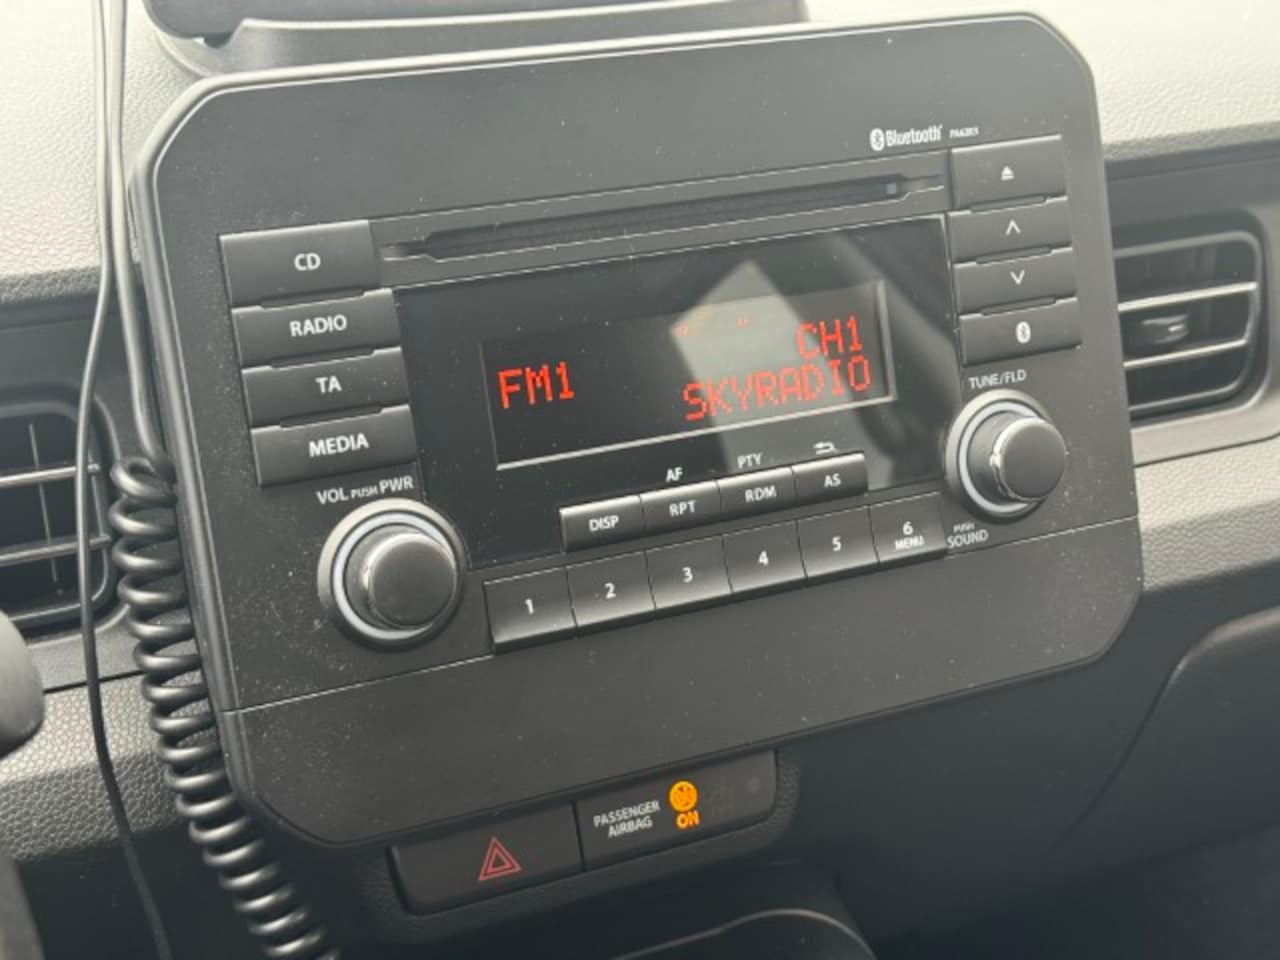 Bluetooth PA42E3
CD
RADIO
TA
MEDIA
VOL PUSH PWR
FM1
CH1
SKYRADIO
TUNE/FLD
AF
PTY
DISP
RPT
RDM
AS
1
2
3
4
5
6
MENU
PUSH
SOUND
PASSENGER
AIRBAG
ON